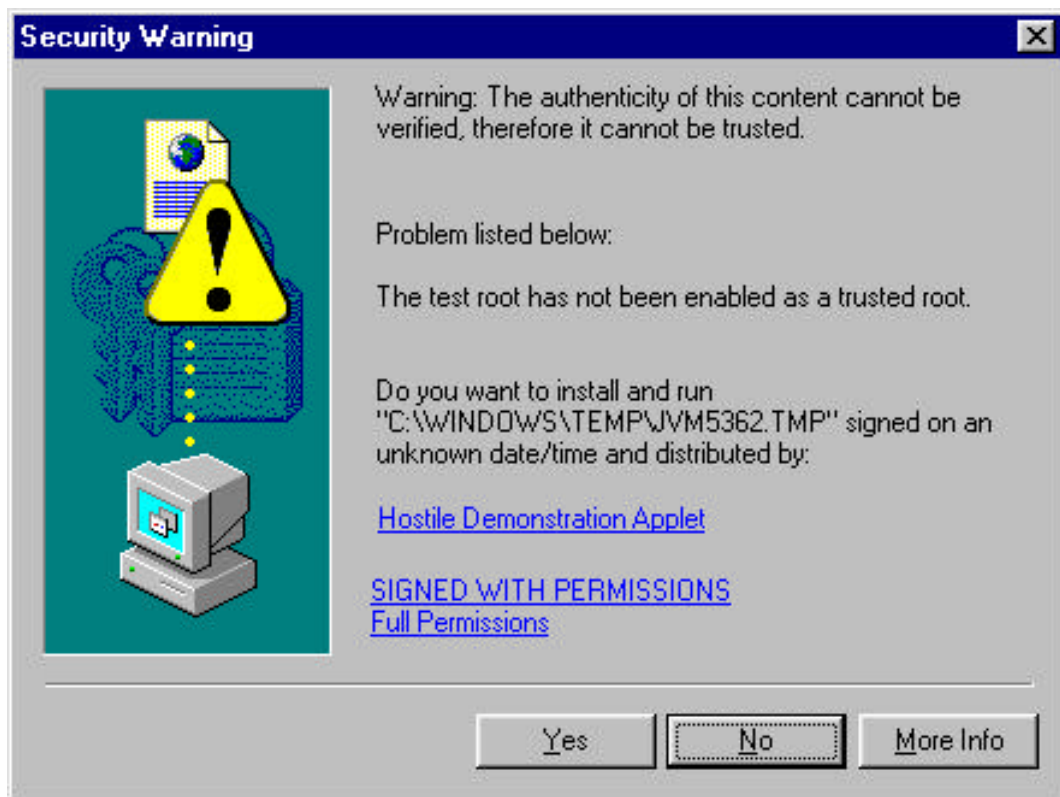 Security Warning
Warning: The authenticity of this content cannot be
verified, therefore it cannot be trusted.
Problem listed below:
The test root has not been enabled as a trusted root.
Do you want to install and run
"C:\WINDOWS\TEMP\JVM5362.TMP" signed on an
unknown date/time and distributed by:
Hostile Demonstration Applet
SIGNED WITH PERMISSIONS
Full Permissions
Yes
No
More Info